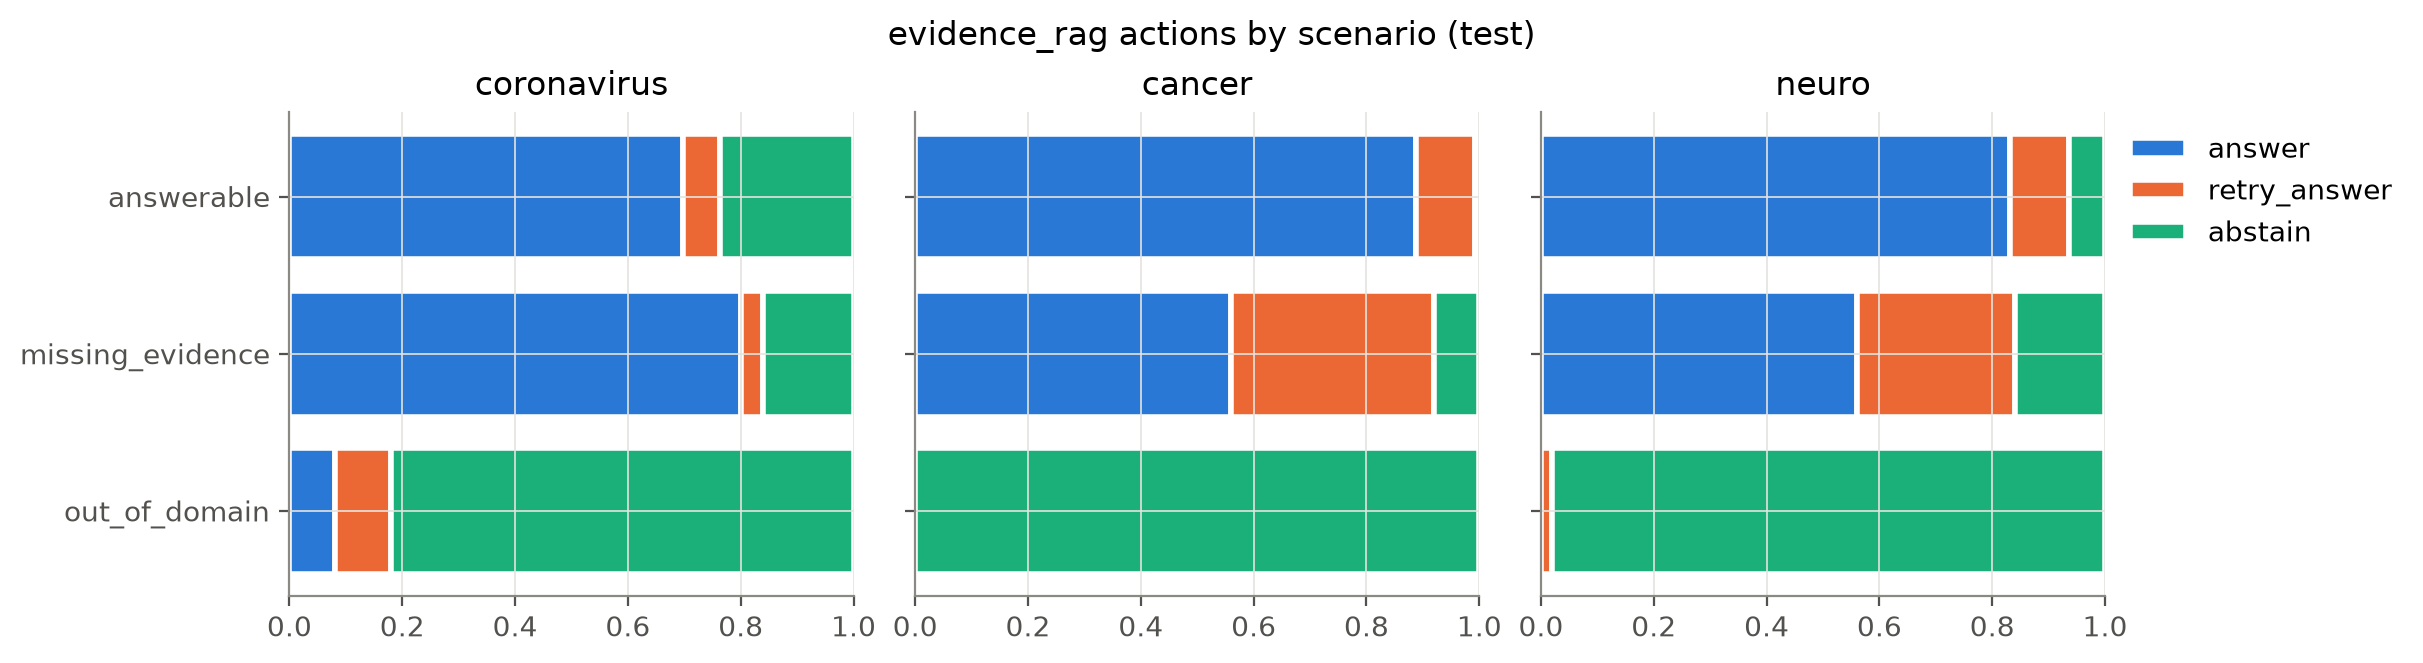 evidence_rag actions by scenario (test)
coronavirus
cancer
neuro
answerable
missing_evidence
out_of_domain
answer
retry_answer
abstain
0.0 0.2 0.4 0.6 0.8 1.0
0.0 0.2 0.4 0.6 0.8 1.0
0.0 0.2 0.4 0.6 0.8 1.0